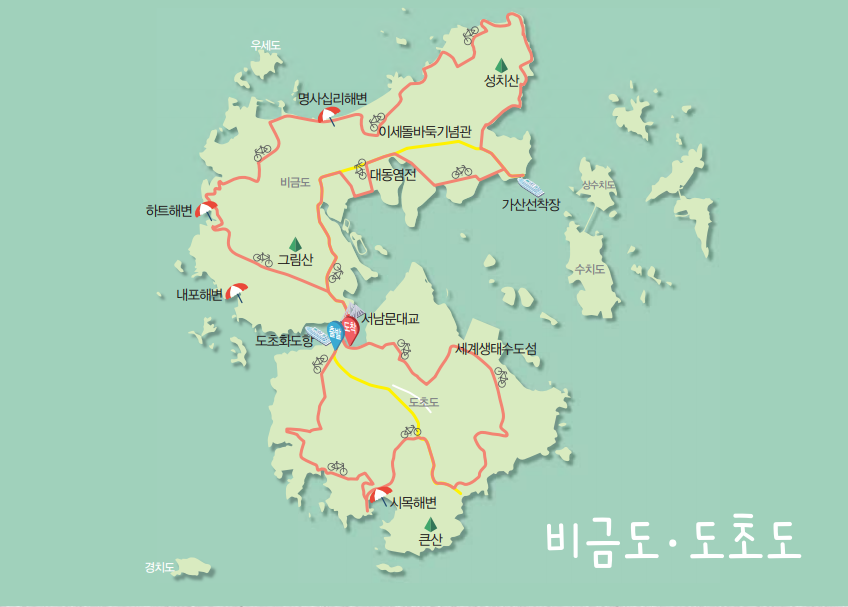 우세도
성치산
명사십리해변
이세돌바둑기념관
비금도
대동염전
상수치도
가산선착장
하트해변
그림산
수치도
내포해변
서남문대교
출발
도착
도초화도항
세계생태수도섬
도초도
시목해변
큰산
비금도·도초도
경치도